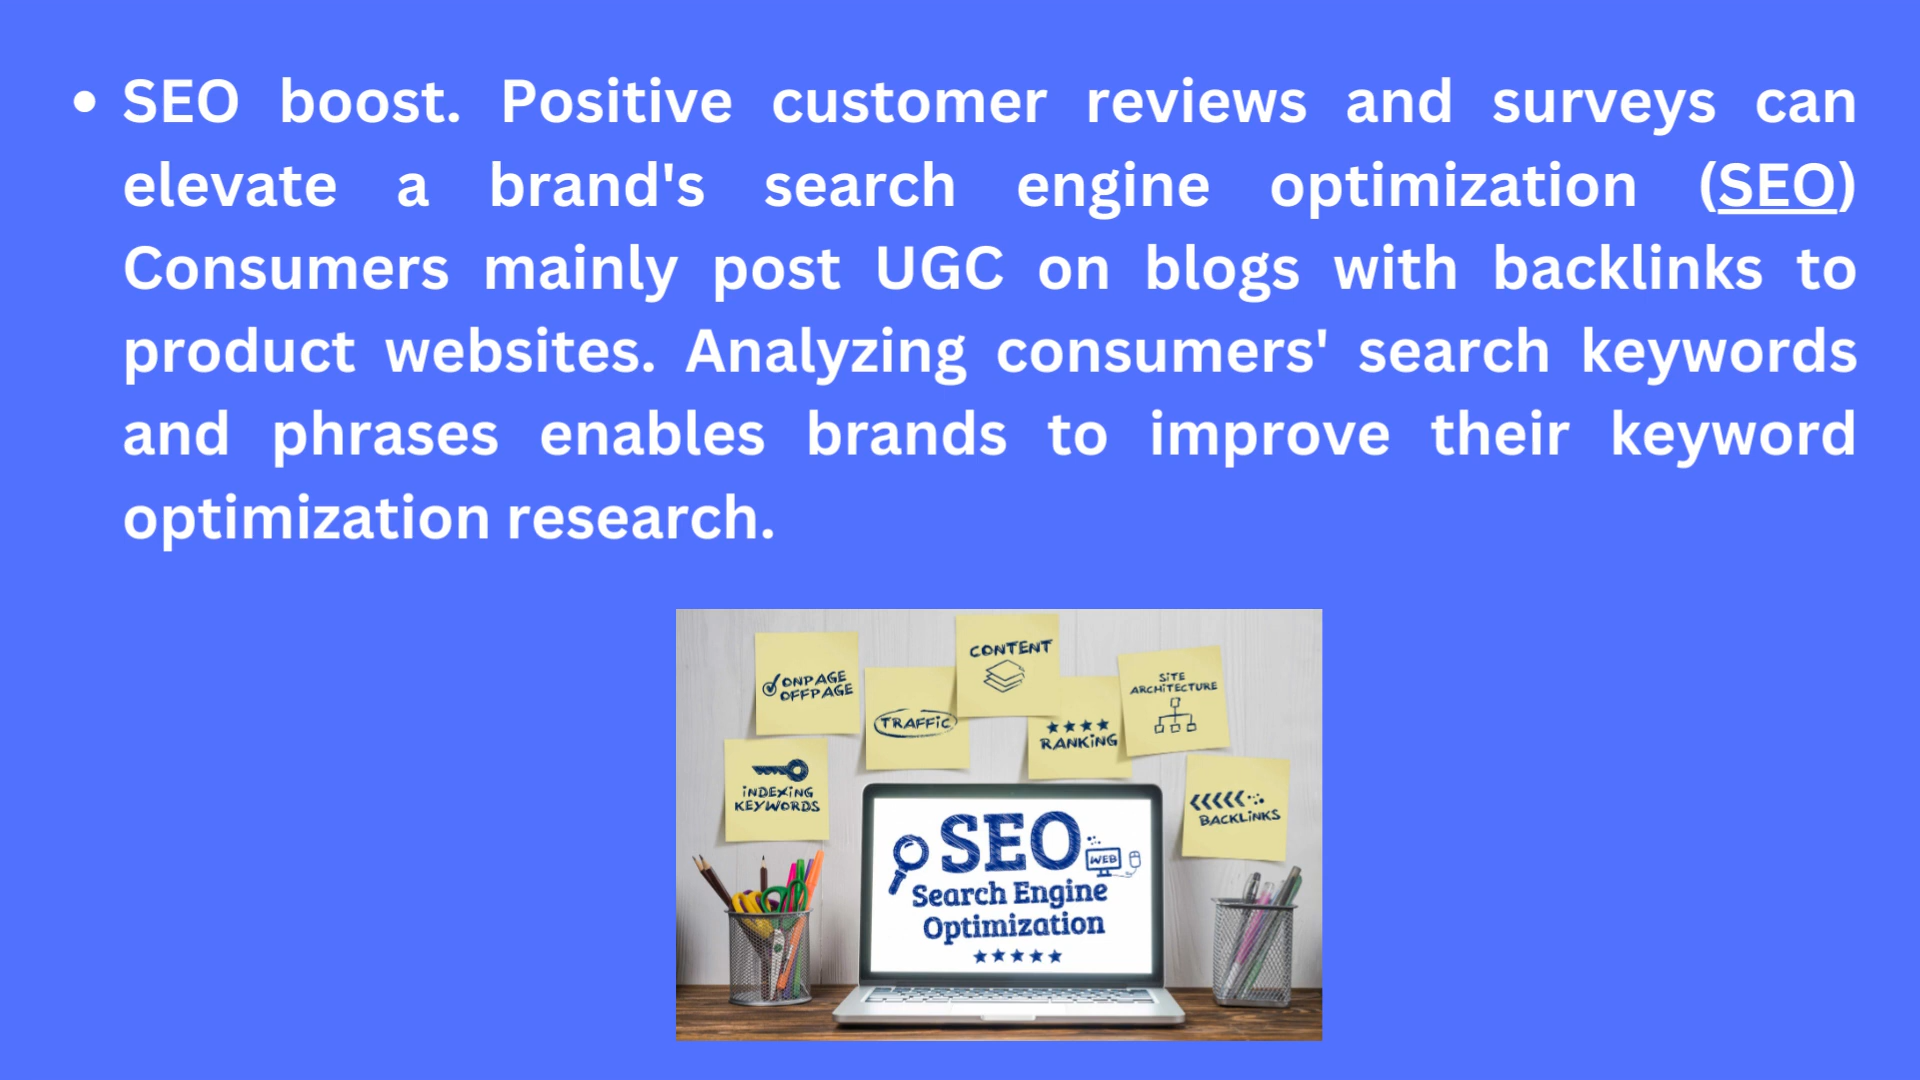 • SEO boost. Positive customer reviews and surveys can
elevate a brand's search engine optimization (SEO)
Consumers mainly post UGC on blogs with backlinks to
product websites. Analyzing consumers' search keywords
and phrases enables brands to improve their keyword
optimization research.
CONTENT
ONPAGE
OFFPAGE
TRAFFiC
RANKiNG
SiTE
ARCHiTECTURE
iNDEXiNG
KEYWORDS
BACKLiNKS
SEO
WEB
Search Engine
Optimization